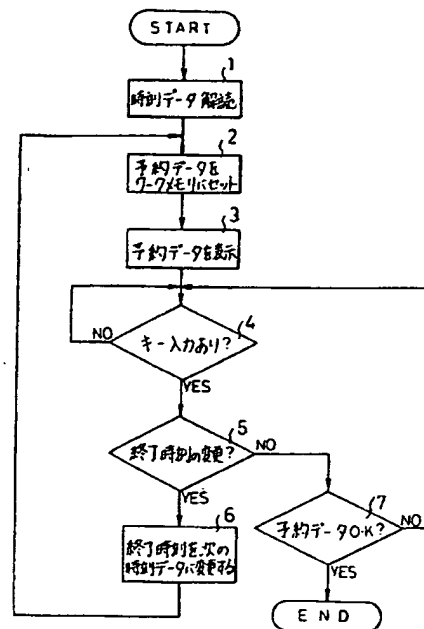 START
1
時刻データ解読
2
予約データを
ワークメモリにセット
3
予約データを表示
4
キー入力あり?
NO
YES
5
終了時刻の変更?
NO
YES
6
終了時刻を、次の
時刻データに変更する
7
予約データO·K?
NO
YES
END